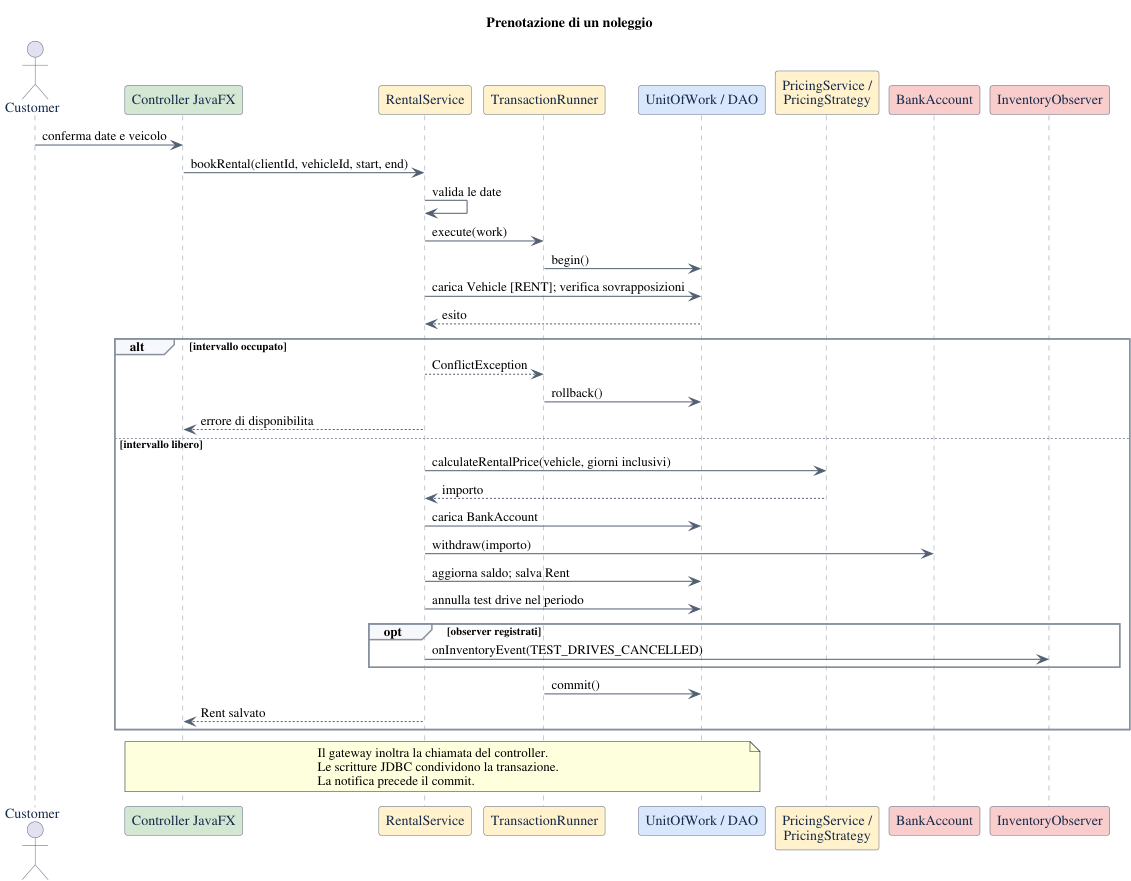 Prenotazione di un noleggio
Customer
Controller JavaFX
RentalService
TransactionRunner
UnitOfWork / DAO
PricingService /
PricingStrategy
BankAccount
InventoryObserver
conferma date e veicolo
bookRental(clientId, vehicleId, start, end)
valida le date
execute(work)
begin()
carica Vehicle [RENT]; verifica sovrapposizioni
esito
alt
[intervallo occupato]
ConflictException
rollback()
errore di disponibilita
[intervallo libero]
calculateRentalPrice(vehicle, giorni inclusivi)
importo
carica BankAccount
withdraw(importo)
aggiorna saldo; salva Rent
annulla test drive nel periodo
opt
[observer registrati]
onInventoryEvent(TEST_DRIVES_CANCELLED)
commit()
Rent salvato
Il gateway inoltra la chiamata del controller.
Le scritture JDBC condividono la transazione.
La notifica precede il commit.
Customer
Controller JavaFX
RentalService
TransactionRunner
UnitOfWork / DAO
PricingService /
PricingStrategy
BankAccount
InventoryObserver